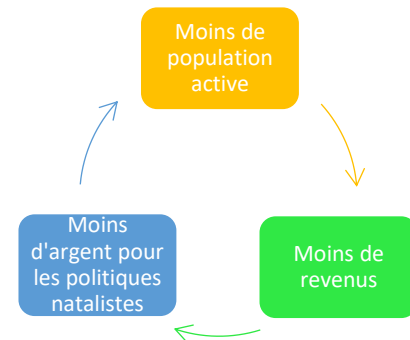 Moins de
population
active
Moins de
revenus
Moins
d'argent pour
les politiques
natalistes